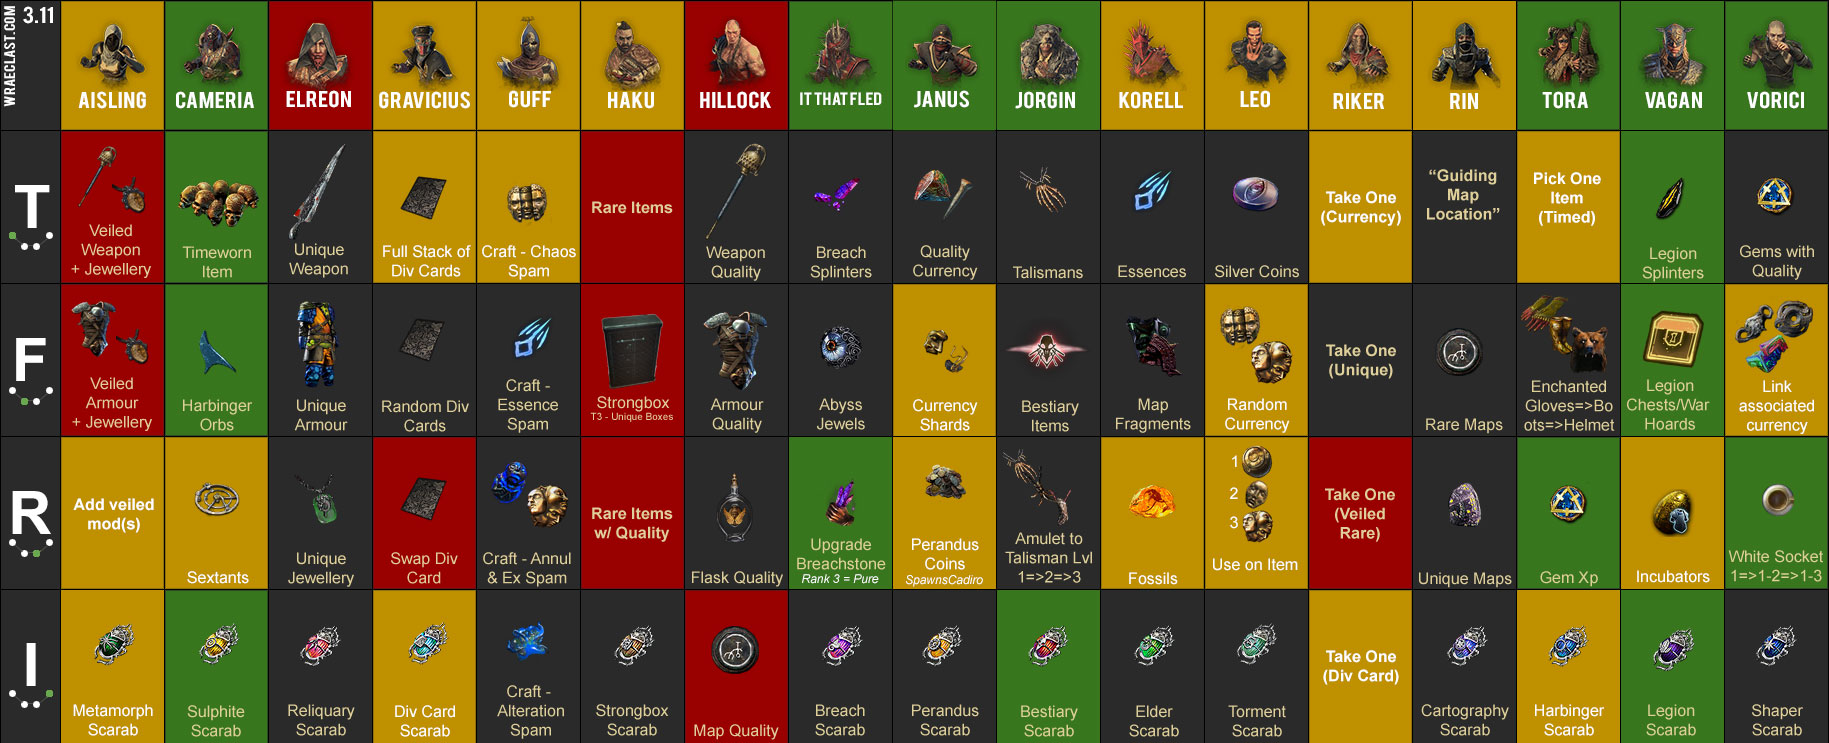 WRAECLAST.COM
3.11
AISLING
CAMERIA
ELREON
GRAVICIUS
GUFF
HAKU
HILLOCK
IT THAT FLED
JANUS
JORGIN
KORELL
LEO
RIKER
RIN
TORA
VAGAN
VORICI
T
Veiled
Weapon
+ Jewellery
Timeworn
Item
Unique
Weapon
Full Stack of
Div Cards
Craft - Chaos
Spam
Rare Items
Weapon
Quality
Breach
Splinters
Quality
Currency
Talismans
Essences
Silver Coins
Take One
(Currency)
“Guiding
Map
Location”
Pick One
Item
(Timed)
Legion
Splinters
Gems with
Quality
F
Veiled
Armour
+ Jewellery
Harbinger
Orbs
Unique
Armour
Random Div
Cards
Craft -
Essence
Spam
Strongbox
T3 - Unique Boxes
Armour
Quality
Abyss
Jewels
Currency
Shards
Bestiary
Items
Map
Fragments
Random
Currency
Take One
(Unique)
Rare Maps
Enchanted
Gloves=>Bo
ots=>Helmet
Legion
Chests/War
Hoards
Link
associated
currency
R
Add veiled
mod(s)
Sextants
Unique
Jewellery
Swap Div
Card
Craft - Annul
& Ex Spam
Rare Items
w/ Quality
Flask Quality
Upgrade
Breachstone
Rank 3 = Pure
Perandus
Coins
SpawnsCadiro
Amulet to
Talisman Lvl
1=>2=>3
Fossils
1
2
3
Use on Item
Take One
(Veiled
Rare)
Unique Maps
Gem Xp
Incubators
White Socket
1=>1-2=>1-3
I
Metamorph
Scarab
Sulphite
Scarab
Reliquary
Scarab
Div Card
Scarab
Craft -
Alteration
Spam
Strongbox
Scarab
Map Quality
Breach
Scarab
Perandus
Scarab
Bestiary
Scarab
Elder
Scarab
Torment
Scarab
Take One
(Div Card)
Cartography
Scarab
Harbinger
Scarab
Legion
Scarab
Shaper
Scarab